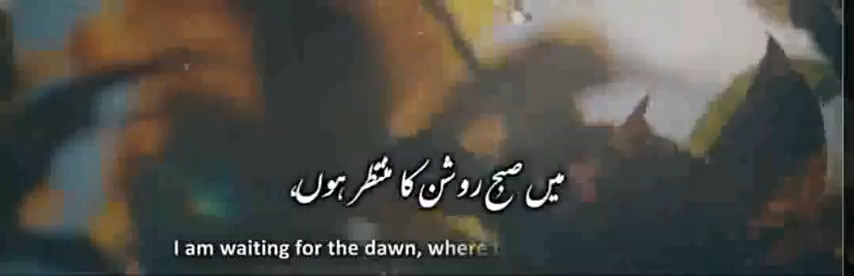 میں صبح روشن کا منتظر ہوں،
I am waiting for the dawn, where